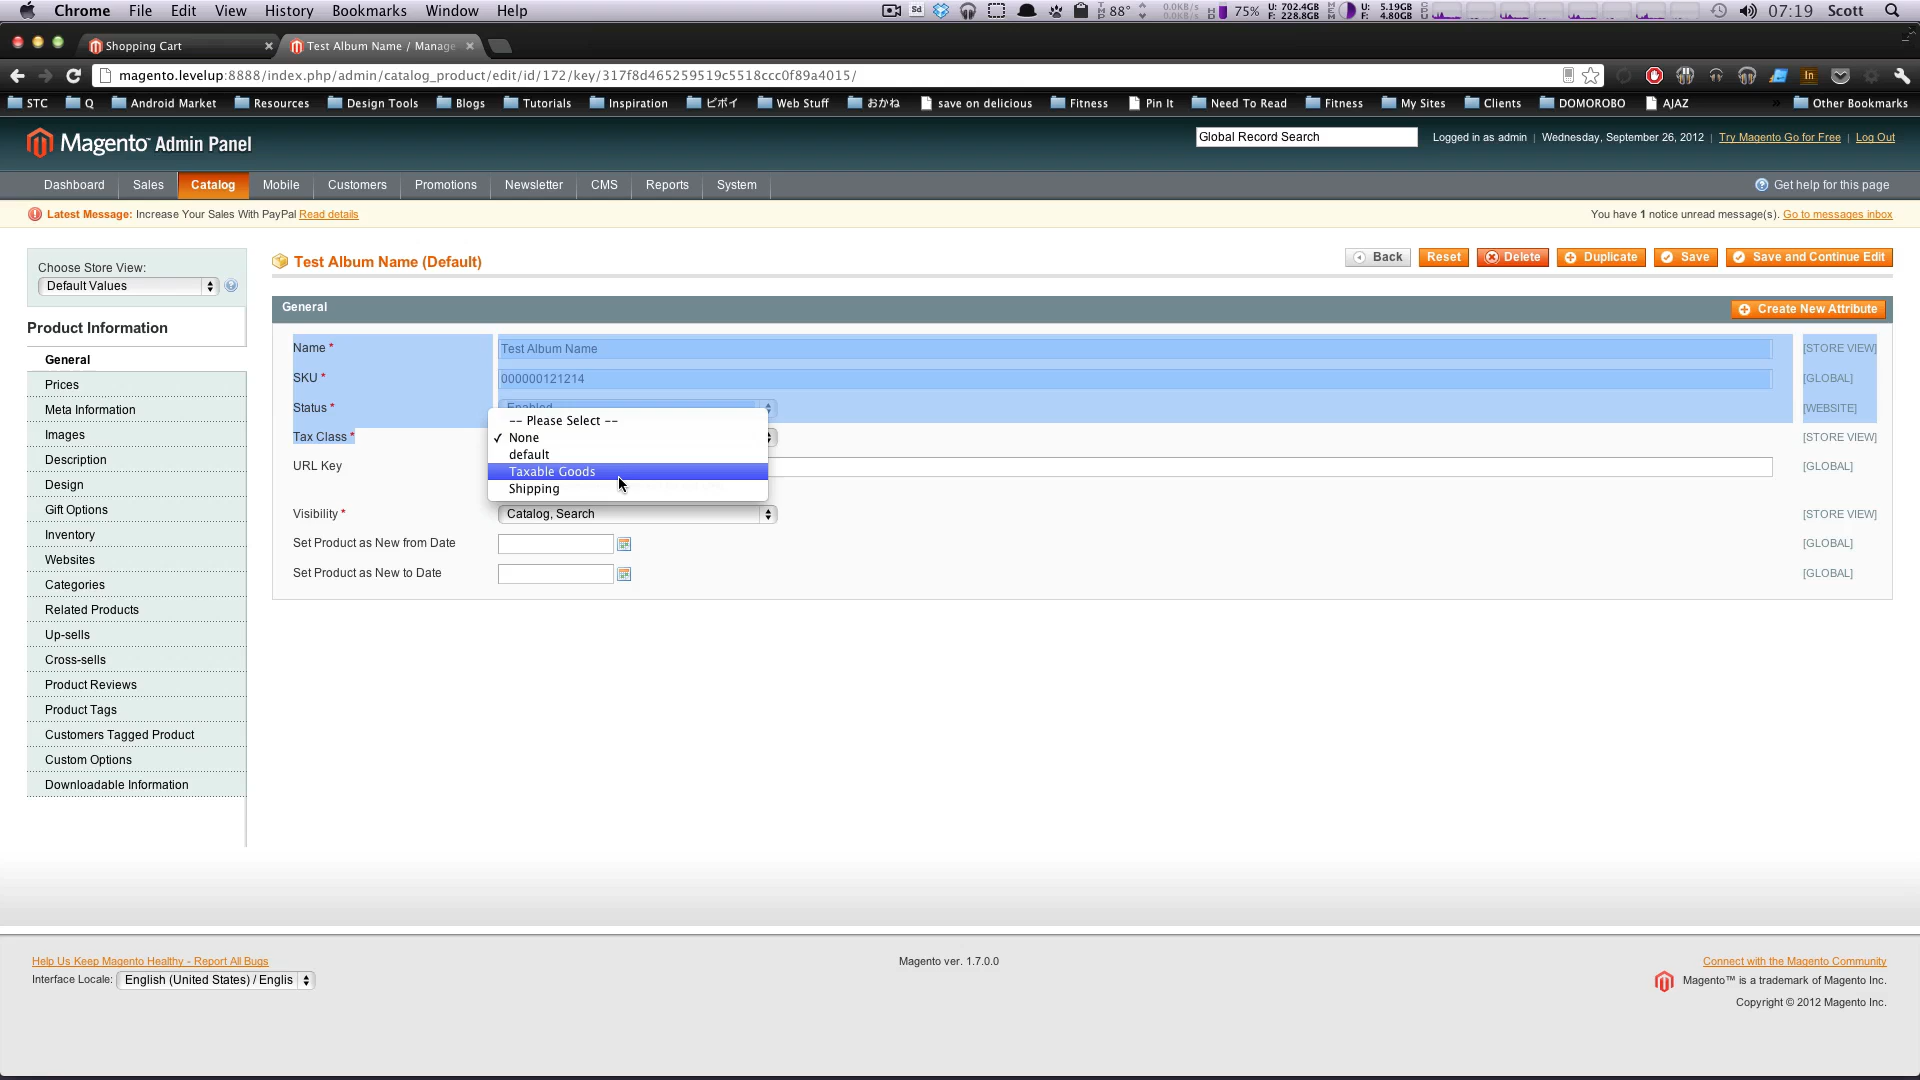 Chrome File Edit View History Bookmarks Window Help
88° 0.0KB/s 0.0KB/s 75% U: 702.4GB F: 228.8GB U: 5.19GB F: 4.80GB 07:19 Scott
Shopping Cart
Test Album Name / Manage
magento.levelup:8888/index.php/admin/catalog_product/edit/id/172/key/317f8d465259519c5518ccc0f89a4015/
STC Q Android Market Resources Design Tools Blogs Tutorials Inspiration ビボイ Web Stuff おかね save on delicious Fitness Pin It Need To Read Fitness My Sites Clients DOMOROBO AJAZ » Other Bookmarks
Magento™ Admin Panel
Global Record Search
Logged in as admin | Wednesday, September 26, 2012 | Try Magento Go for Free | Log Out
Dashboard Sales Catalog Mobile Customers Promotions Newsletter CMS Reports System
Get help for this page
Latest Message: Increase Your Sales With PayPal Read details
You have 1 notice unread message(s). Go to messages inbox
Choose Store View:
Default Values
Product Information
General
Prices
Meta Information
Images
Description
Design
Gift Options
Inventory
Websites
Categories
Related Products
Up-sells
Cross-sells
Product Reviews
Product Tags
Customers Tagged Product
Custom Options
Downloadable Information
Test Album Name (Default)
Back Reset Delete Duplicate Save Save and Continue Edit
General
Create New Attribute
Name * Test Album Name [STORE VIEW]
SKU * 000000121214 [GLOBAL]
Status * Enabled [WEBSITE]
Tax Class * [STORE VIEW]
-- Please Select --
✓ None
default
Taxable Goods
Shipping
URL Key [GLOBAL]
Visibility * Catalog, Search [STORE VIEW]
Set Product as New from Date [GLOBAL]
Set Product as New to Date [GLOBAL]
Help Us Keep Magento Healthy - Report All Bugs
Interface Locale: English (United States) / Englis
Magento ver. 1.7.0.0
Connect with the Magento Community
Magento™ is a trademark of Magento Inc.
Copyright © 2012 Magento Inc.